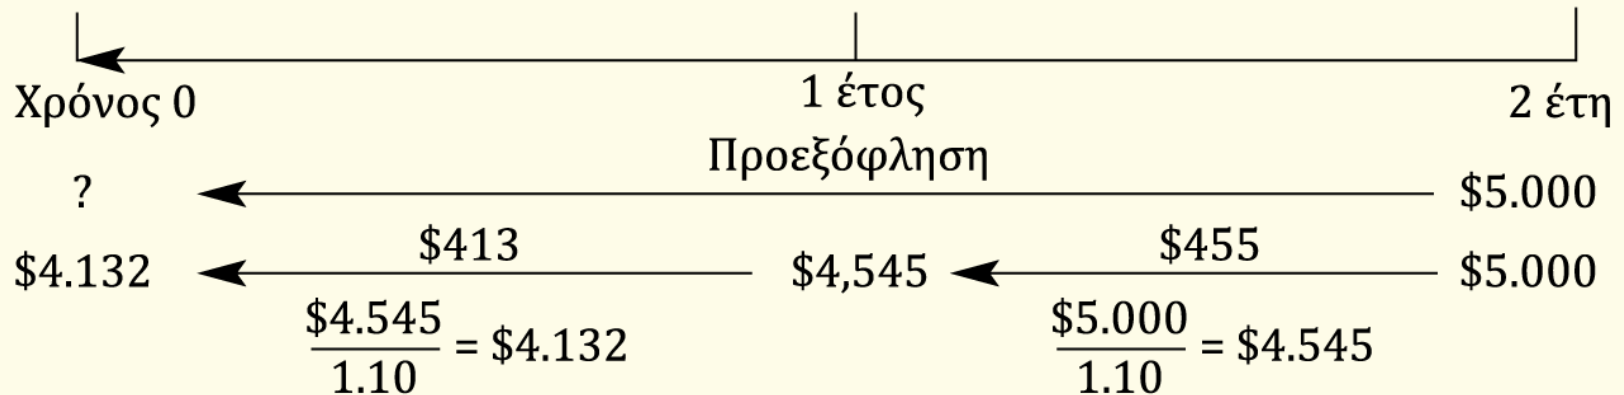 Χρόνος 0 1 έτος 2 έτη
Προεξόφληση
? $5.000
$413 $455
$4.132 $4,545 $5.000
$4.545 / 1.10 = $4.132 $5.000 / 1.10 = $4.545